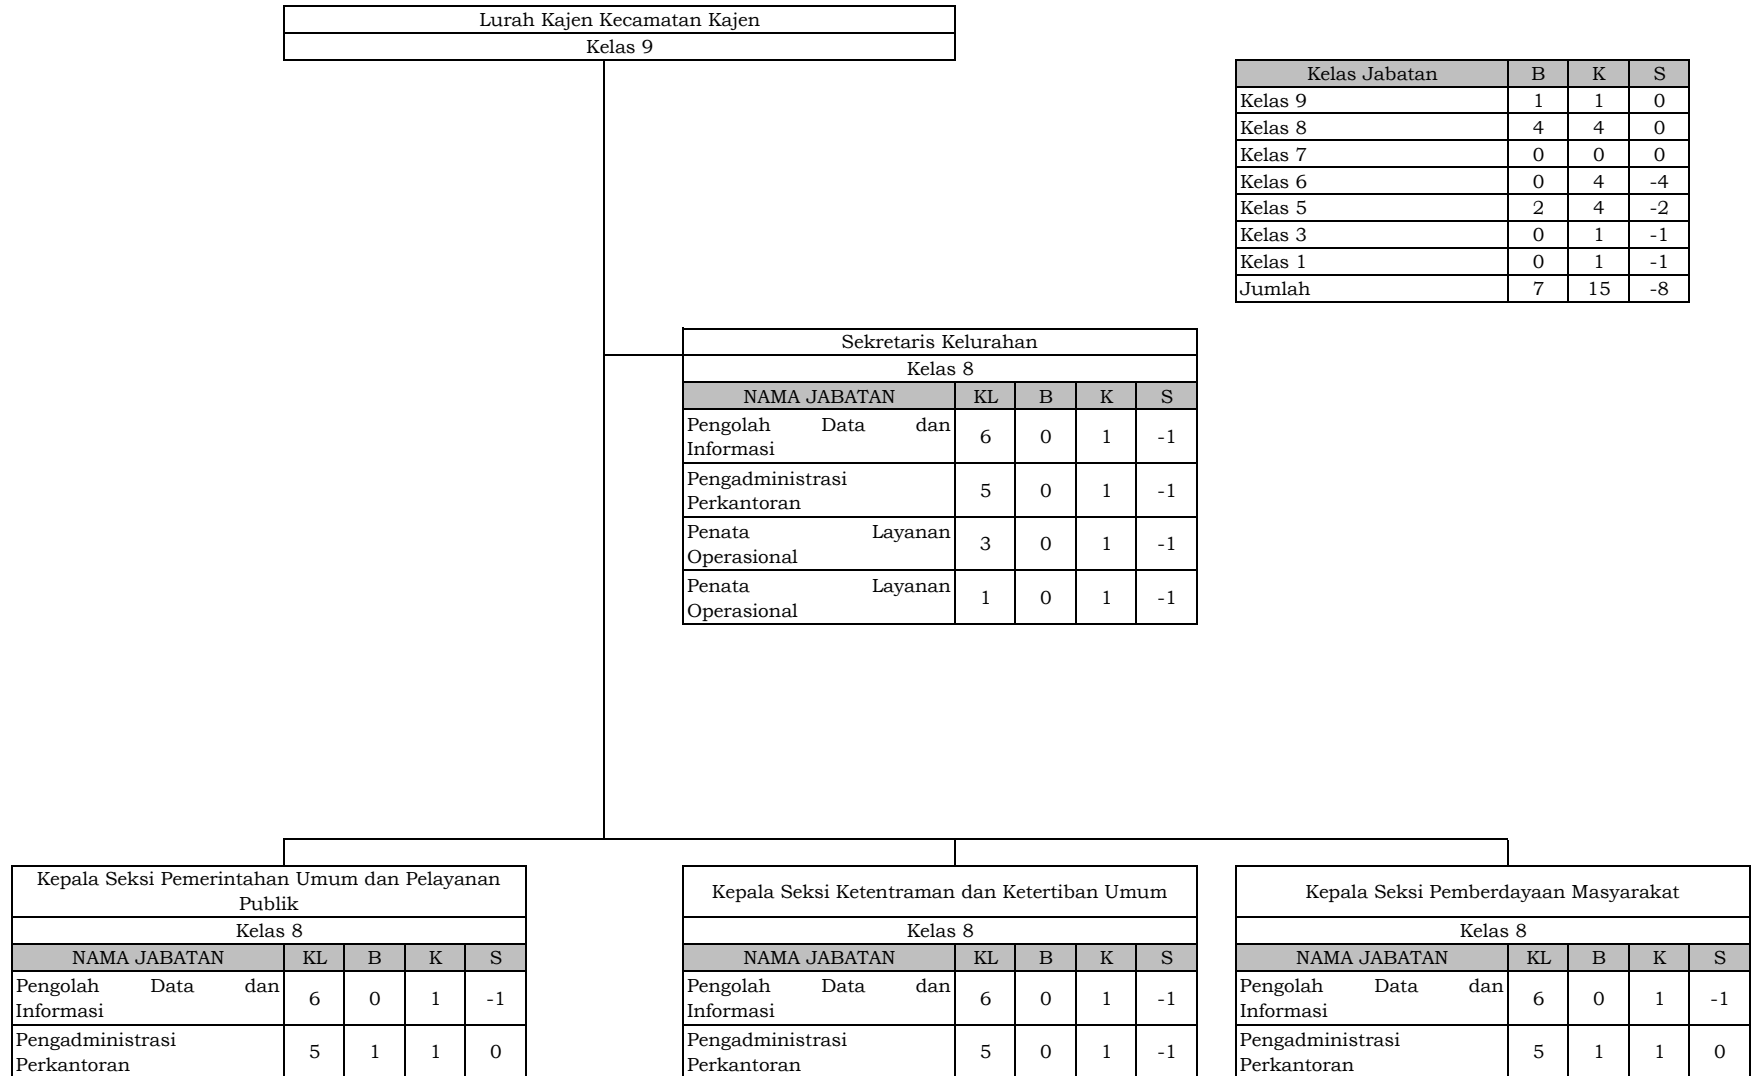 Lurah Kajen Kecamatan Kajen
Kelas 9
Kelas Jabatan B K S
Kelas 9 1 1 0
Kelas 8 4 4 0
Kelas 7 0 0 0
Kelas 6 0 4 -4
Kelas 5 2 4 -2
Kelas 3 0 1 -1
Kelas 1 0 1 -1
Jumlah 7 15 -8
Sekretaris Kelurahan
Kelas 8
NAMA JABATAN KL B K S
Pengolah Data dan
Informasi 6 0 1 -1
Pengadministrasi
Perkantoran 5 0 1 -1
Penata Layanan
Operasional 3 0 1 -1
Penata Layanan
Operasional 1 0 1 -1
Kepala Seksi Pemerintahan Umum dan Pelayanan
Publik
Kelas 8
NAMA JABATAN KL B K S
Pengolah Data dan
Informasi 6 0 1 -1
Pengadministrasi
Perkantoran 5 1 1 0
Kepala Seksi Ketentraman dan Ketertiban Umum
Kelas 8
NAMA JABATAN KL B K S
Pengolah Data dan
Informasi 6 0 1 -1
Pengadministrasi
Perkantoran 5 0 1 -1
Kepala Seksi Pemberdayaan Masyarakat
Kelas 8
NAMA JABATAN KL B K S
Pengolah Data dan
Informasi 6 0 1 -1
Pengadministrasi
Perkantoran 5 1 1 0